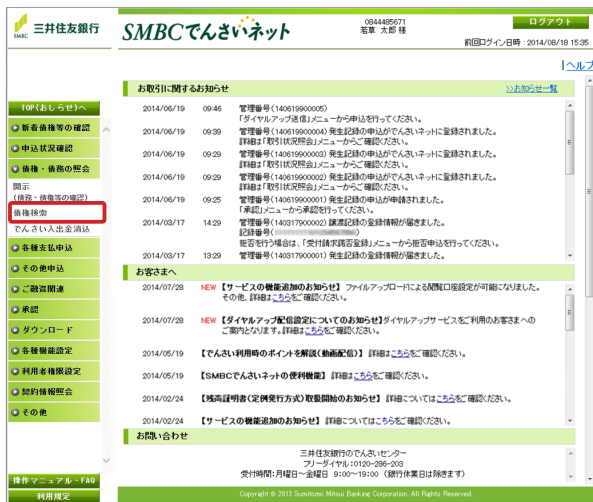 SMBC 三井住友銀行
SMBCでんさいネット
0844485671
若草 太郎 様
ログアウト
前回ログイン日時 : 2014/08/18 15:35
ヘルプ
お取引に関するお知らせ
>>お知らせ一覧
2014/06/19 09:46 管理番号(140619900005)
「ダイヤルアップ送信」メニューから申込を行ってください。
2014/06/19 09:39 管理番号(140619900004) 発生記録の申込がでんさいネットに登録されました。
詳細は「取引状況照会」メニューからご確認ください。
2014/06/19 09:29 管理番号(140619900003) 発生記録の申込がでんさいネットに登録されました。
詳細は「取引状況照会」メニューからご確認ください。
2014/06/19 09:29 管理番号(140619900002) 発生記録の申込がでんさいネットに登録されました。
詳細は「取引状況照会」メニューからご確認ください。
2014/06/19 09:25 管理番号(140619900001) 発生記録の申込が申請されました。
「承認」メニューから承認を行ってください。
2014/03/17 14:29 管理番号(140317900002) 譲渡記録の登録情報が届きました。
記録番号( )
拒否を行う場合は、「受付請求諾否登録」メニューから拒否申込を行ってください。
2014/03/17 13:29 管理番号(140317900001) 発生記録の登録情報が届きました。
お客さまへ
2014/07/28 NEW 【サービスの機能追加のお知らせ】 ファイルアップロードによる開覧口座設定が可能になりました。
その他、詳細はこちらをご確認ください。
2014/07/28 NEW 【ダイヤルアップ配信設定についてのお知らせ】ダイヤルアップサービスをご利用のお客さまへの
ご案内となります。詳細はこちらをご確認ください。
2014/05/19 【でんさい利用時のポイントを解説(動画配信)】 詳細はこちらをご確認ください。
2014/05/19 【SMBCでんさいネットの便利機能】 詳細はこちらをご確認ください。
2014/02/24 【残高証明書(定例発行方式)取扱開始のお知らせ】 詳細についてはこちらをご確認ください。
2014/02/24 【サービスの機能追加のお知らせ】 詳細についてはこちらをご確認ください。
お問い合わせ
三井住友銀行のでんさいセンター
フリーダイヤル:0120-286-203
受付時間:月曜日～金曜日 9:00～19:00 (銀行休業日は除きます)
TOP(おしらせ)へ
新着債権等の確認
申込状況確認
債権・債務の照会
開示
(債務・債権等の確認)
債権検索
でんさい入出金消込
各種支払申込
その他申込
ご融資関連
承認
ダウンロード
各種機能設定
利用者権限設定
契約情報照会
その他
操作マニュアル・FAQ
利用規定
Copyright © 2013 Sumitomo Mitsui Banking Corporation. All Rights Reserved.